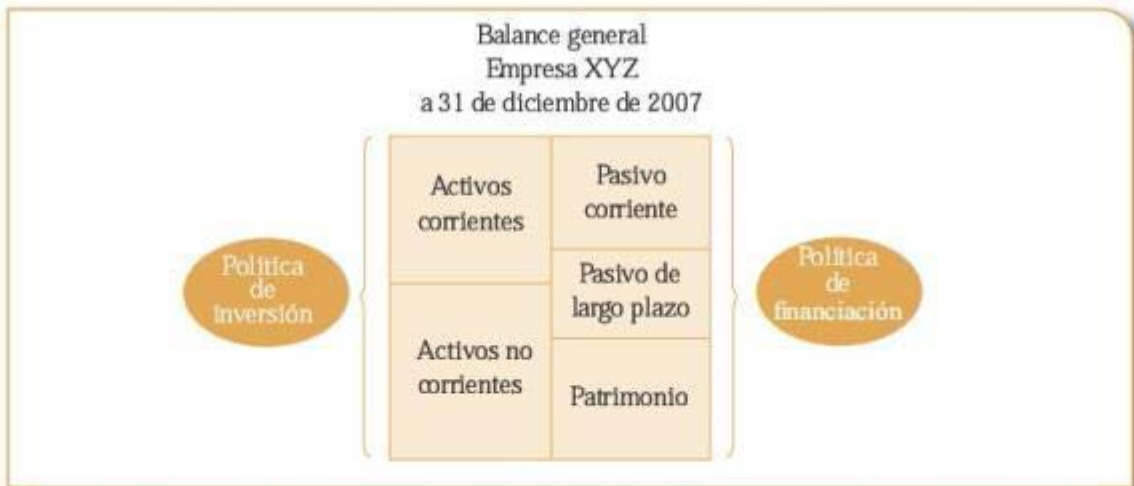 Balance general
Empresa XYZ
a 31 de diciembre de 2007
Política
de
inversión
Activos
corrientes
Activos no
corrientes
Pasivo
corriente
Pasivo de
largo plazo
Patrimonio
Política
de
financiación